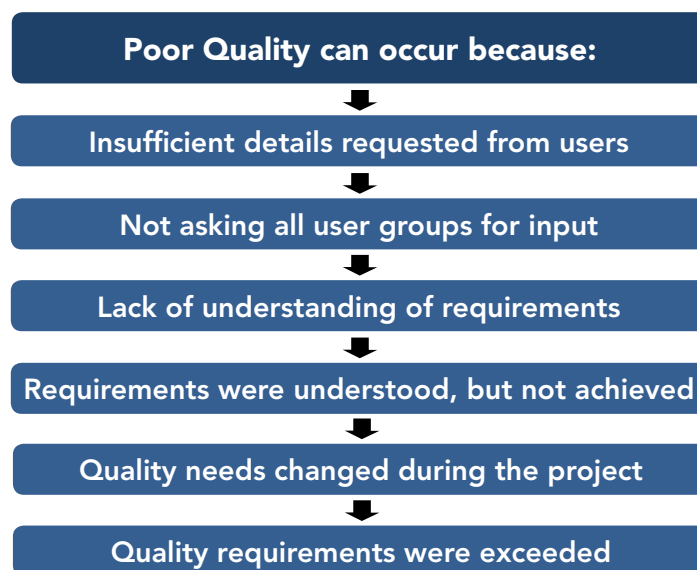 Poor Quality can occur because:
Insufficient details requested from users
Not asking all user groups for input
Lack of understanding of requirements
Requirements were understood, but not achieved
Quality needs changed during the project
Quality requirements were exceeded